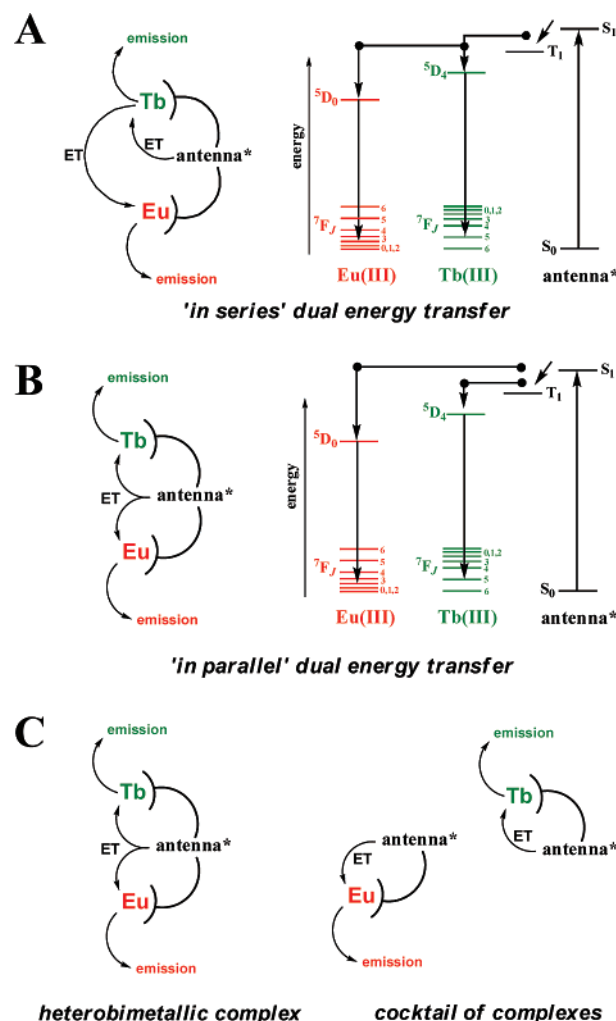 A
emission
Tb
ET
ET
antenna*
Eu
emission
energy
⁵D₀
⁷F_J
6
5
4
3
0,1,2
Eu(III)
⁵D₄
⁷F_J
0,1,2
3
4
5
6
Tb(III)
S₁
T₁
S₀
antenna*
'in series' dual energy transfer
B
emission
Tb
ET
antenna*
Eu
emission
energy
⁵D₀
⁷F_J
6
5
4
3
0,1,2
Eu(III)
⁵D₄
⁷F_J
0,1,2
3
4
5
6
Tb(III)
S₁
T₁
S₀
antenna*
'in parallel' dual energy transfer
C
emission
Tb
ET
antenna*
Eu
emission
heterobimetallic complex
antenna*
ET
Eu
emission
emission
Tb
ET
antenna*
cocktail of complexes